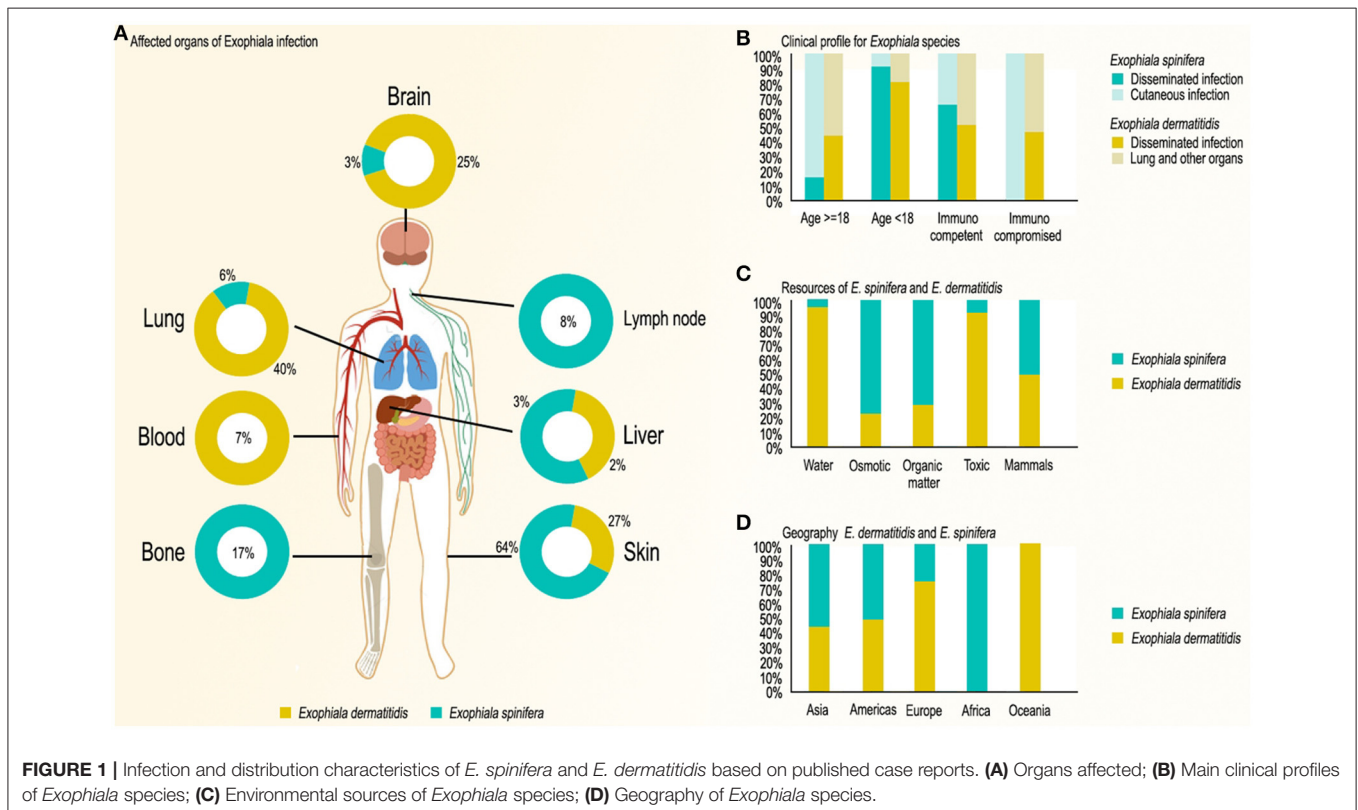 A Affected organs of Exophiala infection
Brain
3%
25%
6%
Lung
40%
8%
Lymph node
Blood
7%
3%
Liver
2%
Bone
17%
27%
64%
Skin
Exophiala dermatitidis
Exophiala spinifera
B Clinical profile for Exophiala species
100%
90%
80%
70%
60%
50%
40%
30%
20%
10%
0%
Age >=18
Age <18
Immuno
competent
Immuno
compromised
Exophiala spinifera
Disseminated infection
Cutaneous infection
Exophiala dermatitidis
Disseminated infection
Lung and other organs
C Resources of E. spinifera and E. dermatitidis
100%
90%
80%
70%
60%
50%
40%
30%
20%
10%
0%
Water
Osmotic
Organic
matter
Toxic
Mammals
Exophiala spinifera
Exophiala dermatitidis
D Geography E. dermatitidis and E. spinifera
100%
90%
80%
70%
60%
50%
40%
30%
20%
10%
0%
Asia
Americas
Europe
Africa
Oceania
Exophiala spinifera
Exophiala dermatitidis
FIGURE 1 | Infection and distribution characteristics of E. spinifera and E. dermatitidis based on published case reports. (A) Organs affected; (B) Main clinical profiles
of Exophiala species; (C) Environmental sources of Exophiala species; (D) Geography of Exophiala species.